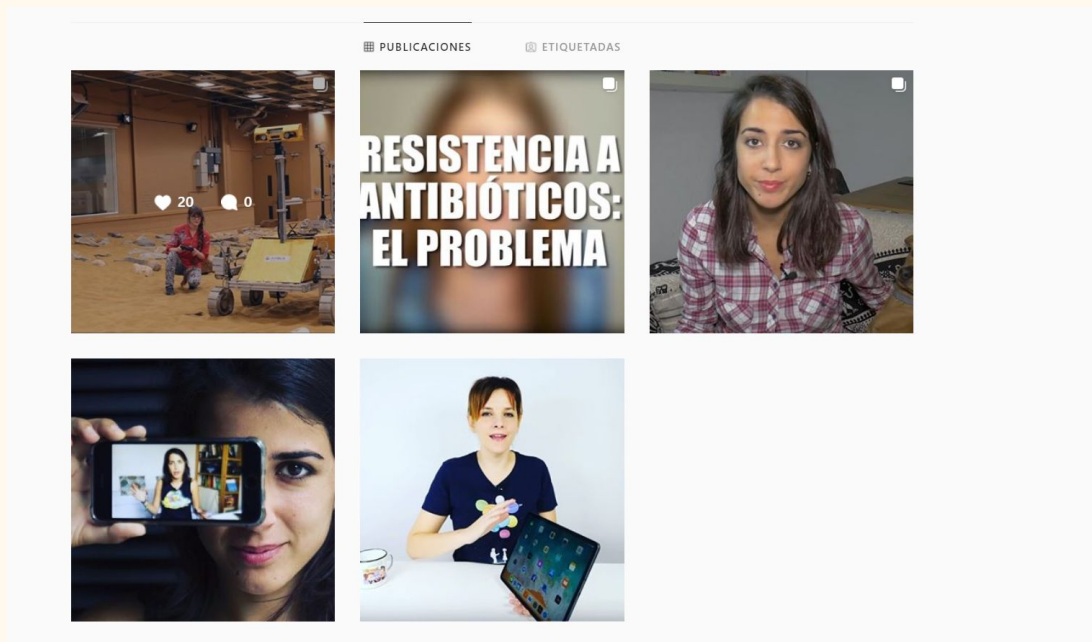 PUBLICACIONES
ETIQUETADAS
20
0
RESISTENCIA A
ANTIBIÓTICOS:
EL PROBLEMA